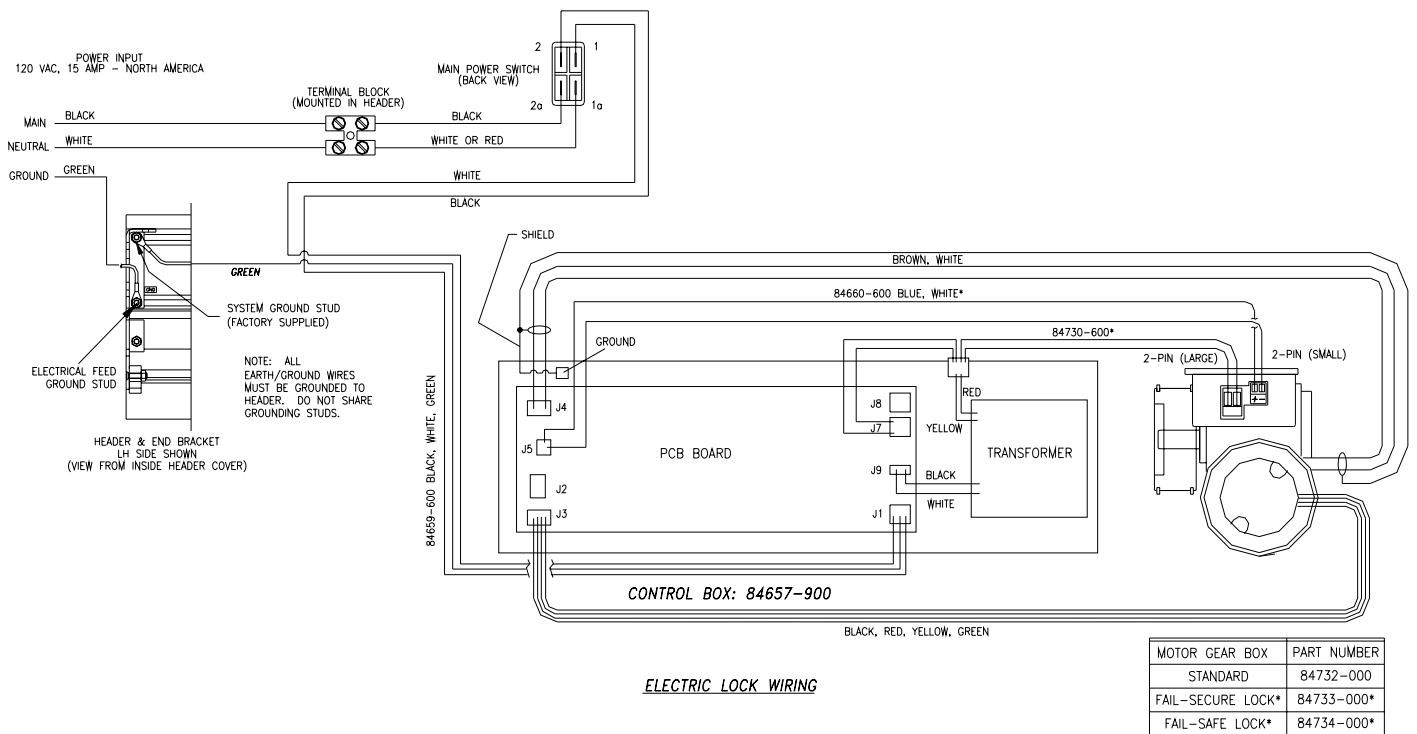 POWER INPUT
120 VAC, 15 AMP - NORTH AMERICA
MAIN POWER SWITCH
(BACK VIEW)
2
1
2a
1a
TERMINAL BLOCK
(MOUNTED IN HEADER)
MAIN
BLACK
BLACK
NEUTRAL
WHITE
WHITE OR RED
GROUND
GREEN
WHITE
BLACK
SHIELD
GREEN
BROWN, WHITE
84660-600 BLUE, WHITE*
84730-600*
SYSTEM GROUND STUD
(FACTORY SUPPLIED)
GROUND
2-PIN (LARGE)
2-PIN (SMALL)
ELECTRICAL FEED
GROUND STUD
NOTE: ALL
EARTH/GROUND WIRES
MUST BE GROUNDED TO
HEADER. DO NOT SHARE
GROUNDING STUDS.
HEADER & END BRACKET
LH SIDE SHOWN
(VIEW FROM INSIDE HEADER COVER)
84659-600 BLACK, WHITE, GREEN
RED
YELLOW
J4
J8
J7
J5
PCB BOARD
TRANSFORMER
J9
BLACK
WHITE
J2
J3
J1
+ -
CONTROL BOX: 84657-900
BLACK, RED, YELLOW, GREEN
ELECTRIC LOCK WIRING
MOTOR GEAR BOX PART NUMBER
STANDARD 84732-000
FAIL-SECURE LOCK* 84733-000*
FAIL-SAFE LOCK* 84734-000*